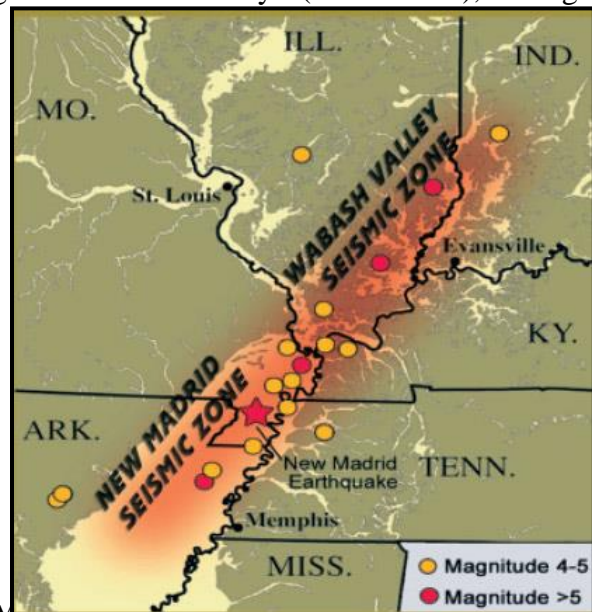 ILL.
IND.
MO.
WABASH VALLEY
SEISMIC ZONE
St. Louis
Evansville
KY.
NEW MADRID
SEISMIC ZONE
ARK.
New Madrid
Earthquake
TENN.
Memphis
MISS.
Magnitude 4-5
Magnitude >5